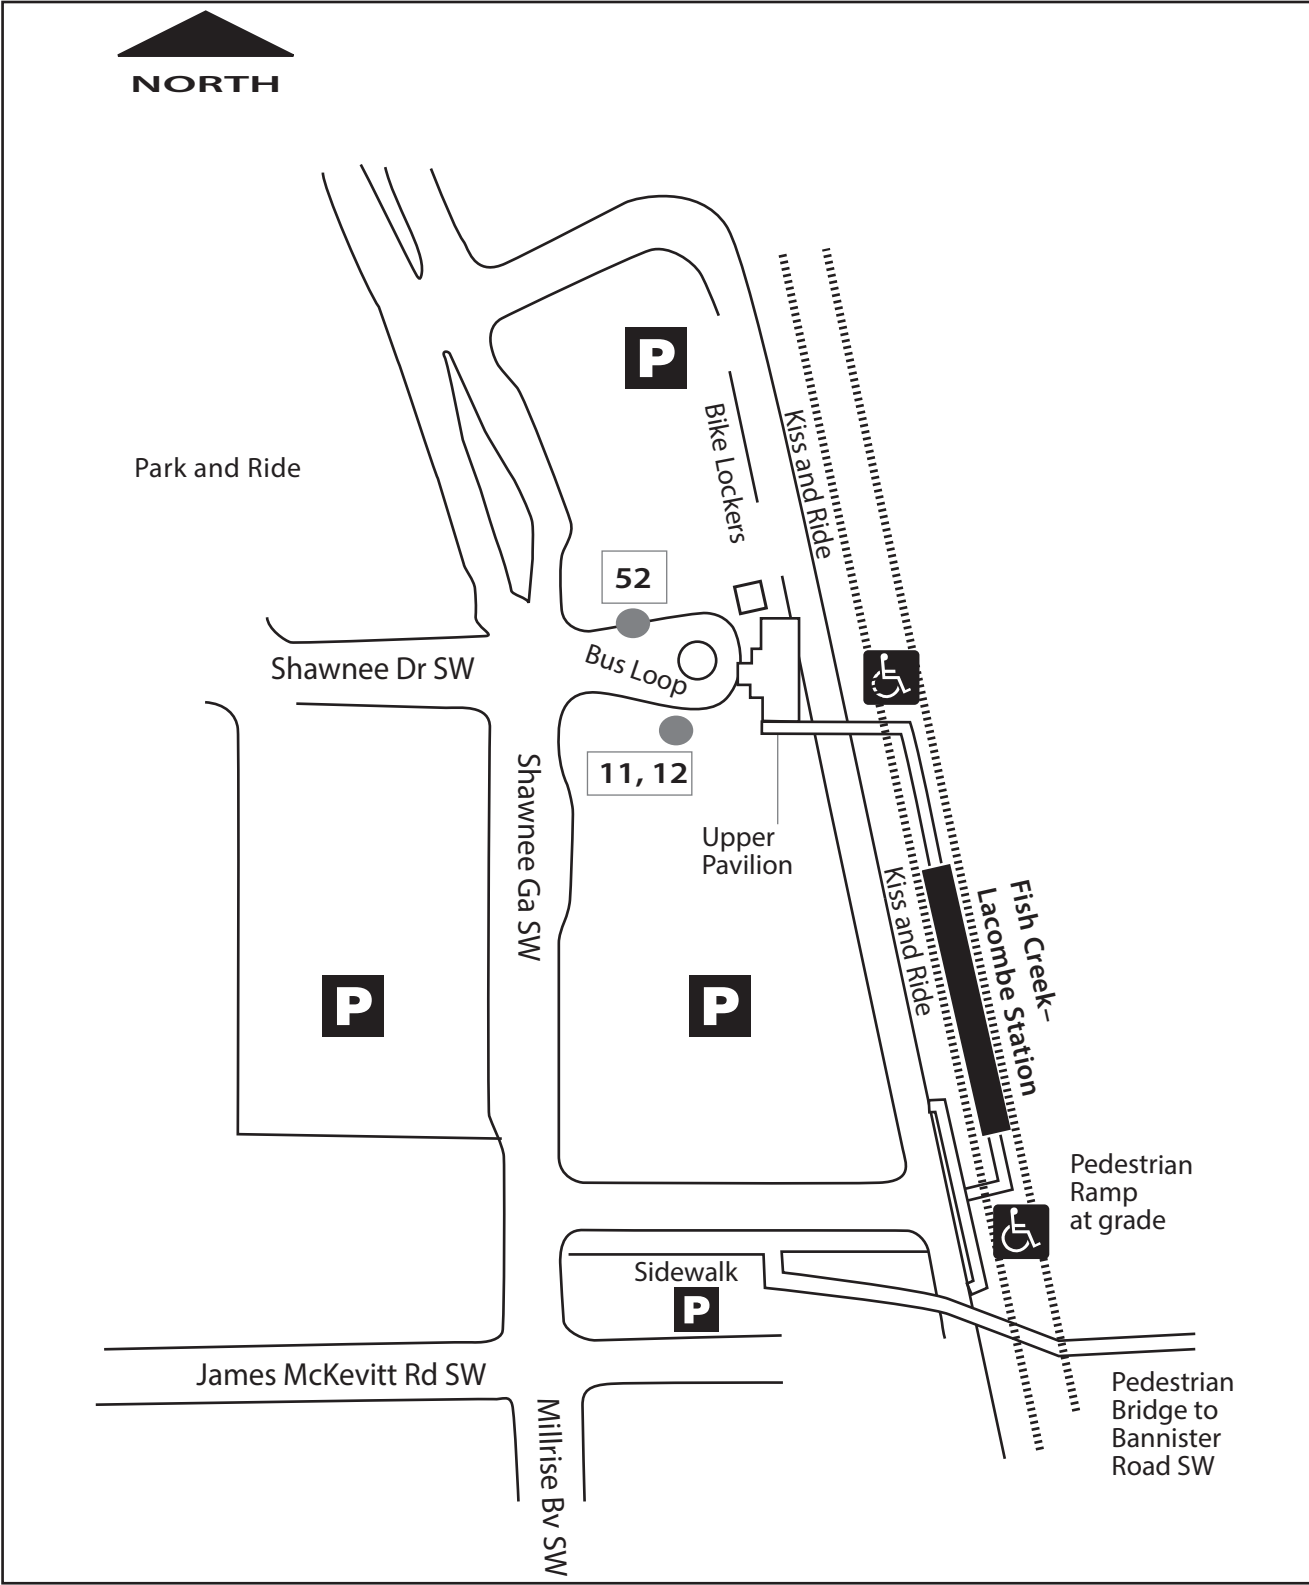 NORTH
P
Bike Lockers
Kiss and Ride
Park and Ride
52
Shawnee Dr SW
Bus Loop
11, 12
Shawnee Ga SW
Upper
Pavilion
Kiss and Ride
Fish Creek–
Lacombe Station
P
P
Pedestrian
Ramp
at grade
Sidewalk
P
James McKevitt Rd SW
Millrise Bv SW
Pedestrian
Bridge to
Bannister
Road SW